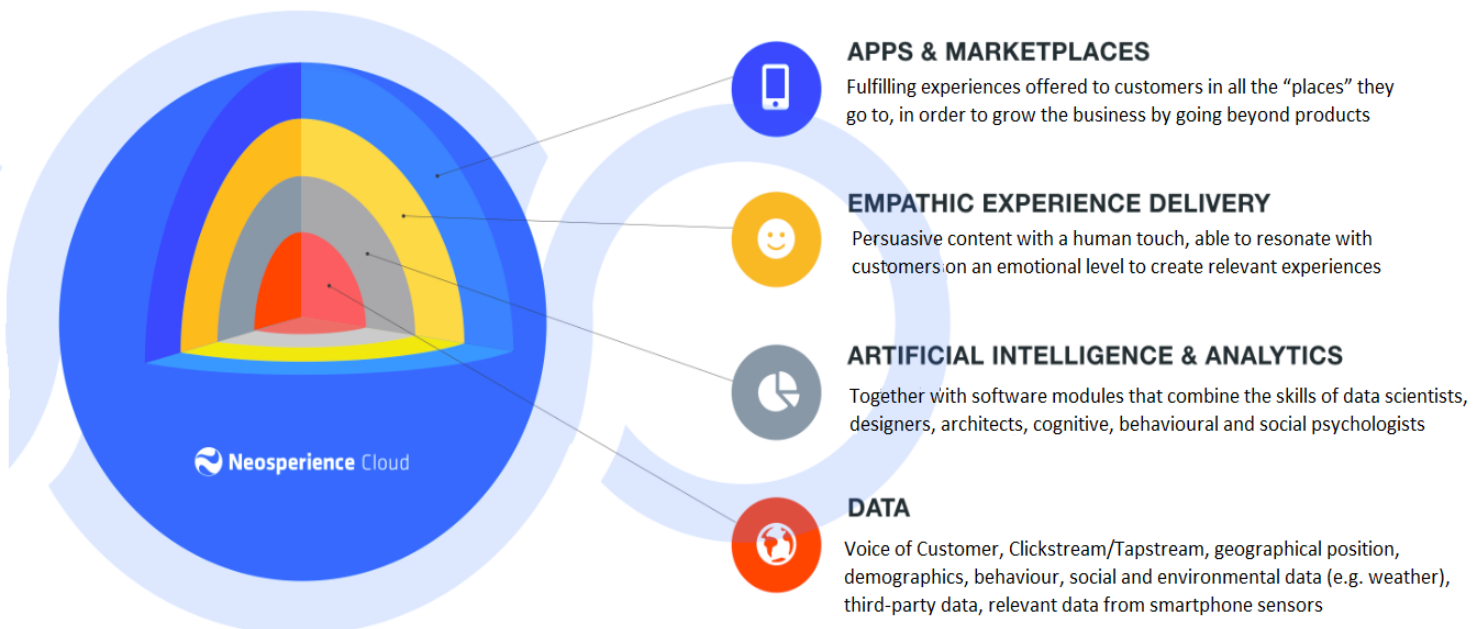 APPS & MARKETPLACES
Fulfilling experiences offered to customers in all the “places” they
go to, in order to grow the business by going beyond products
EMPATHIC EXPERIENCE DELIVERY
Persuasive content with a human touch, able to resonate with
customers on an emotional level to create relevant experiences
ARTIFICIAL INTELLIGENCE & ANALYTICS
Together with software modules that combine the skills of data scientists,
designers, architects, cognitive, behavioural and social psychologists
Neosperience Cloud
DATA
Voice of Customer, Clickstream/Tapstream, geographical position,
demographics, behaviour, social and environmental data (e.g. weather),
third-party data, relevant data from smartphone sensors